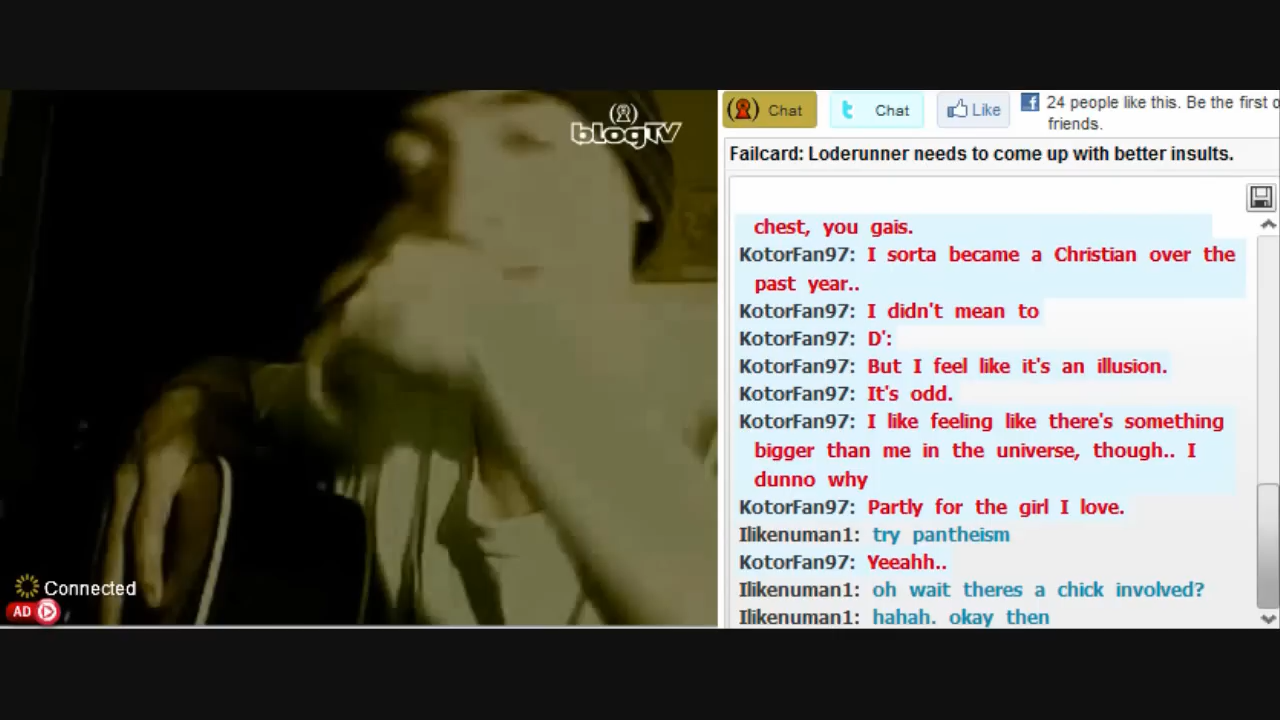 blogTV
Connected
AD
Chat
Chat
Like
24 people like this. Be the first o
friends.
Failcard: Loderunner needs to come up with better insults.
chest, you gais.
KotorFan97: I sorta became a Christian over the
past year..
KotorFan97: I didn't mean to
KotorFan97: D':
KotorFan97: But I feel like it's an illusion.
KotorFan97: It's odd.
KotorFan97: I like feeling like there's something
bigger than me in the universe, though.. I
dunno why
KotorFan97: Partly for the girl I love.
Ilikenuman1: try pantheism
KotorFan97: Yeeahh..
Ilikenuman1: oh wait theres a chick involved?
Ilikenuman1: hahah. okay then